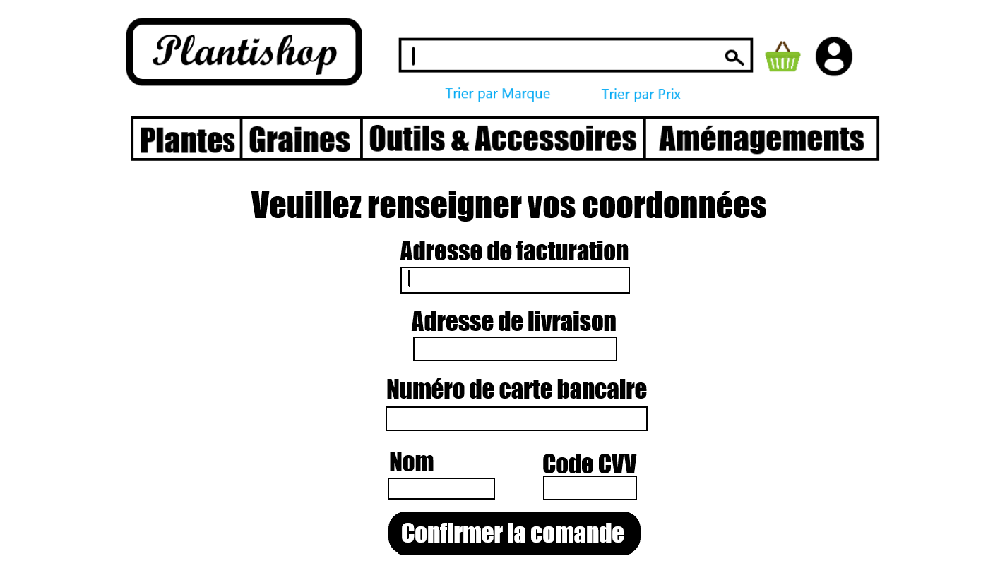 Plantishop
Trier par Marque Trier par Prix
Plantes Graines Outils & Accessoires Aménagements
Veuillez renseigner vos coordonnées
Adresse de facturation
Adresse de livraison
Numéro de carte bancaire
Nom Code CVV
Confirmer la comande